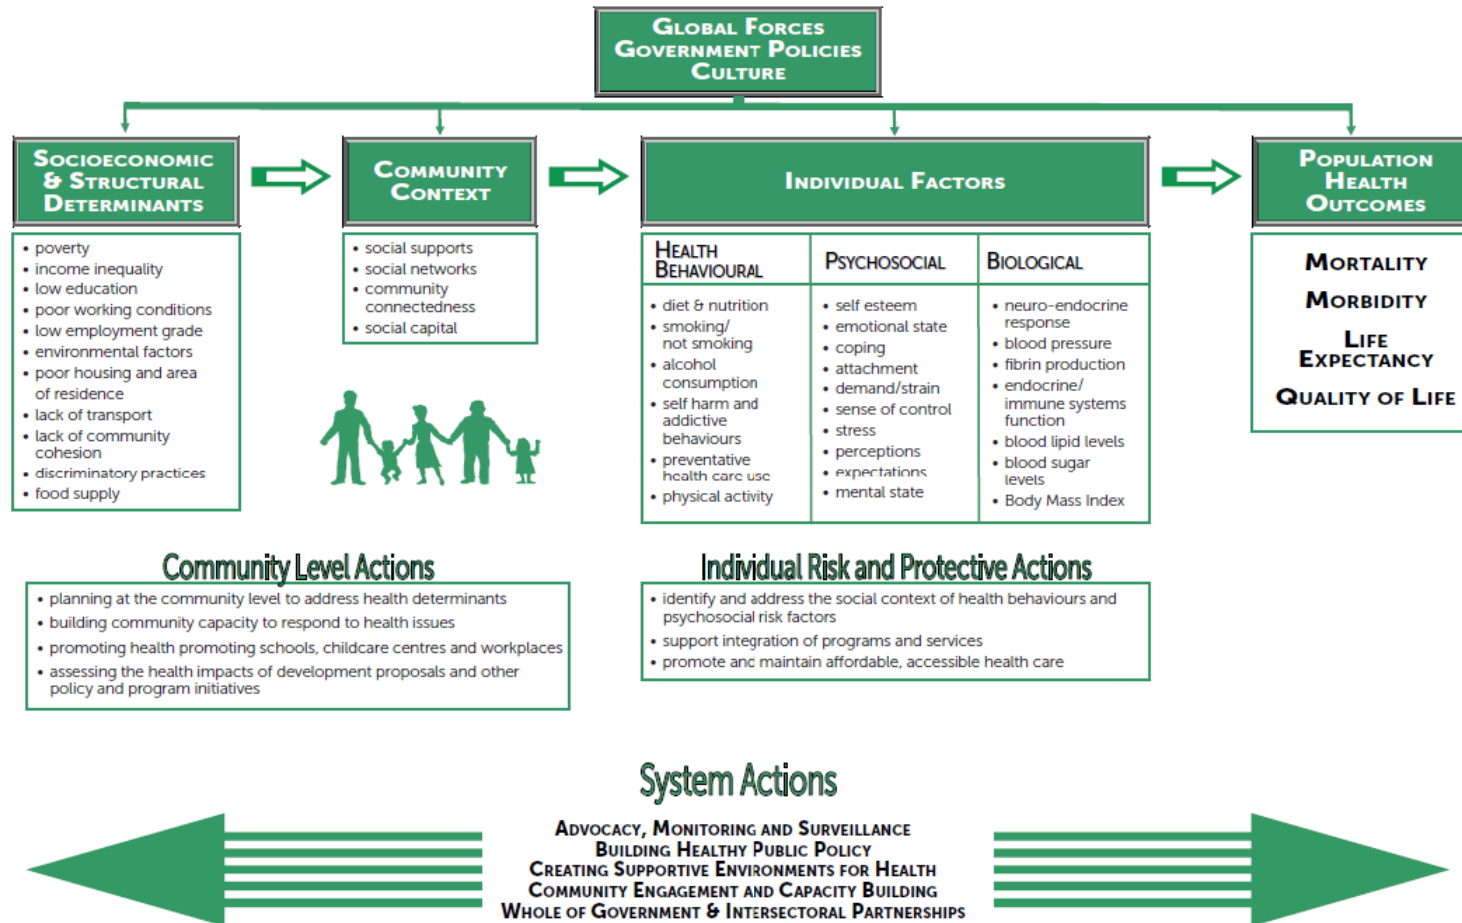 GLOBAL FORCES
GOVERNMENT POLICIES
CULTURE
SOCIOECONOMIC
& STRUCTURAL
DETERMINANTS
COMMUNITY
CONTEXT
INDIVIDUAL FACTORS
POPULATION
HEALTH
OUTCOMES
• poverty
• income inequality
• low education
• poor working conditions
• low employment grade
• environmental factors
• poor housing and area
of residence
• lack of transport
• lack of community
cohesion
• discriminatory practices
• food supply
• social supports
• social networks
• community
connectedness
• social capital
HEALTH
BEHAVIOURAL
• diet & nutrition
• smoking/
not smoking
• alcohol
consumption
• self harm and
addictive
behaviours
• preventative
health care use
• physical activity
PSYCHOSOCIAL
• self esteem
• emotional state
• coping
• attachment
• demand/strain
• sense of control
• stress
• perceptions
• expectations
• mental state
BIOLOGICAL
• neuro-endocrine
response
• blood pressure
• fibrin production
• endocrine/
immune systems
function
• blood lipid levels
• blood sugar
levels
• Body Mass Index
MORTALITY
MORBIDITY
LIFE
EXPECTANCY
QUALITY OF LIFE
Community Level Actions
• planning at the community level to address health determinants
• building community capacity to respond to health issues
• promoting health promoting schools, childcare centres and workplaces
• assessing the health impacts of development proposals and other
policy and program initiatives
Individual Risk and Protective Actions
• identify and address the social context of health behaviours and
psychosocial risk factors
• support integration of programs and services
• promote and maintain affordable, accessible health care
System Actions
ADVOCACY, MONITORING AND SURVEILLANCE
BUILDING HEALTHY PUBLIC POLICY
CREATING SUPPORTIVE ENVIRONMENTS FOR HEALTH
COMMUNITY ENGAGEMENT AND CAPACITY BUILDING
WHOLE OF GOVERNMENT & INTERSECTORAL PARTNERSHIPS